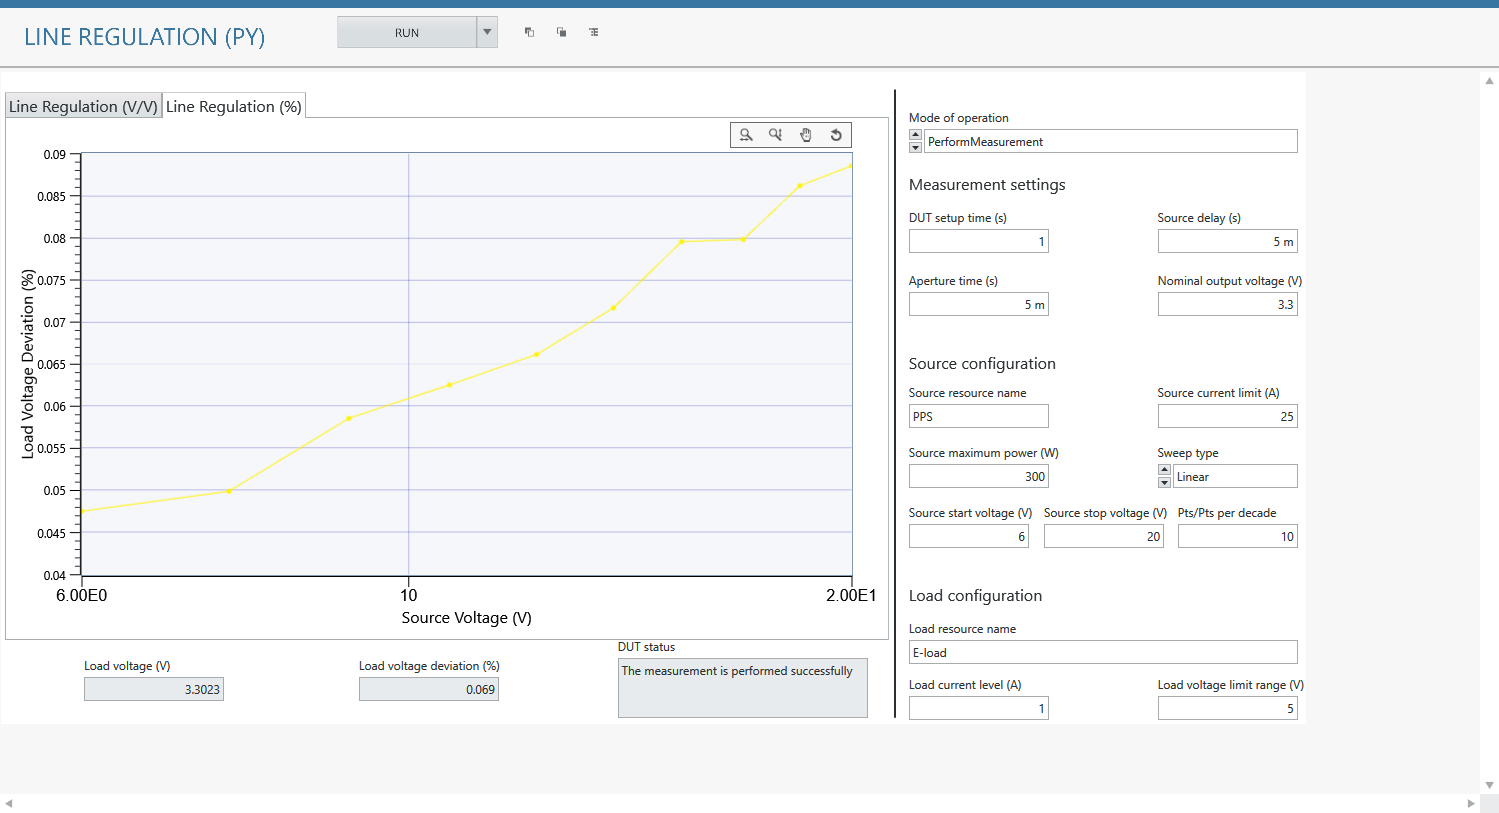 LINE REGULATION (PY)
RUN
Line Regulation (V/V)
Line Regulation (%)
Load Voltage Deviation (%)
0.09
0.085
0.08
0.075
0.07
0.065
0.06
0.055
0.05
0.045
0.04
6.00E0
10
2.00E1
Source Voltage (V)
Load voltage (V)
3.3023
Load voltage deviation (%)
0.069
DUT status
The measurement is performed successfully
Mode of operation
PerformMeasurement
Measurement settings
DUT setup time (s)
1
Source delay (s)
5 m
Aperture time (s)
5 m
Nominal output voltage (V)
3.3
Source configuration
Source resource name
PPS
Source current limit (A)
25
Source maximum power (W)
300
Sweep type
Linear
Source start voltage (V)
6
Source stop voltage (V)
20
Pts/Pts per decade
10
Load configuration
Load resource name
E-load
Load current level (A)
1
Load voltage limit range (V)
5